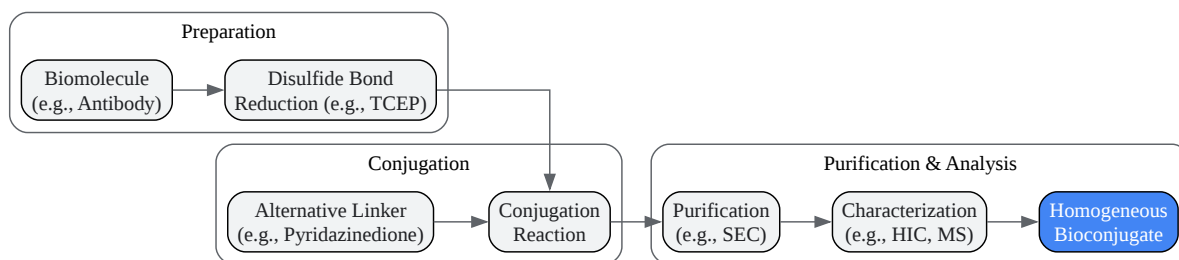 Preparation
Biomolecule
(e.g., Antibody)
Disulfide Bond
Reduction (e.g., TCEP)
Conjugation
Alternative Linker
(e.g., Pyridazinedione)
Conjugation
Reaction
Purification & Analysis
Purification
(e.g., SEC)
Characterization
(e.g., HIC, MS)
Homogeneous
Bioconjugate